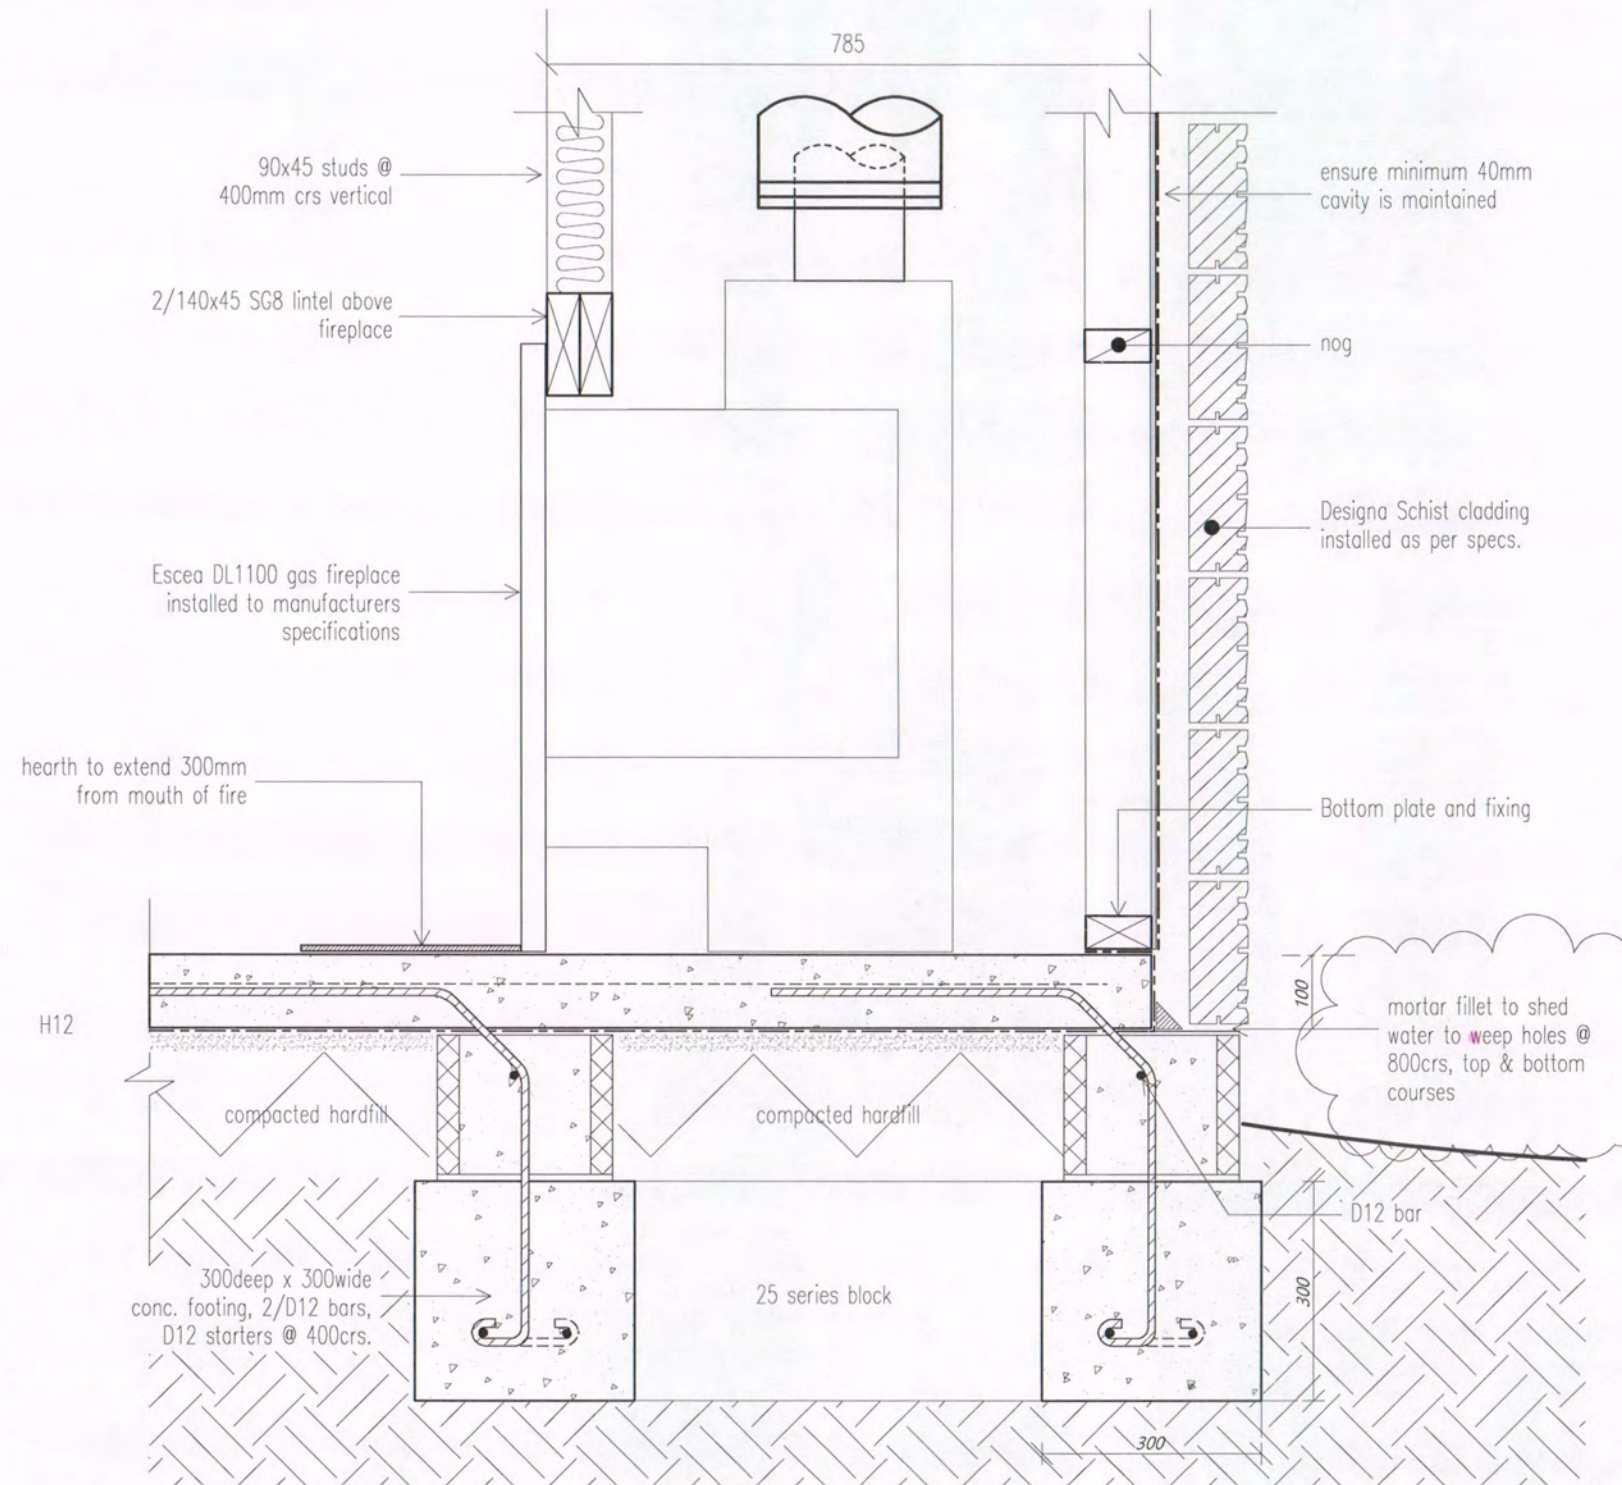 785
90x45 studs @
400mm crs vertical
ensure minimum 40mm
cavity is maintained
2/140x45 SG8 lintel above
fireplace
nog
Designa Schist cladding
installed as per specs.
Escea DL1100 gas fireplace
installed to manufacturers
specifications
hearth to extend 300mm
from mouth of fire
Bottom plate and fixing
100
mortar fillet to shed
water to weep holes @
800crs, top & bottom
courses
H12
compacted hardfill
compacted hardfill
D12 bar
300deep x 300wide
conc. footing, 2/D12 bars,
D12 starters @ 400crs.
25 series block
300
300